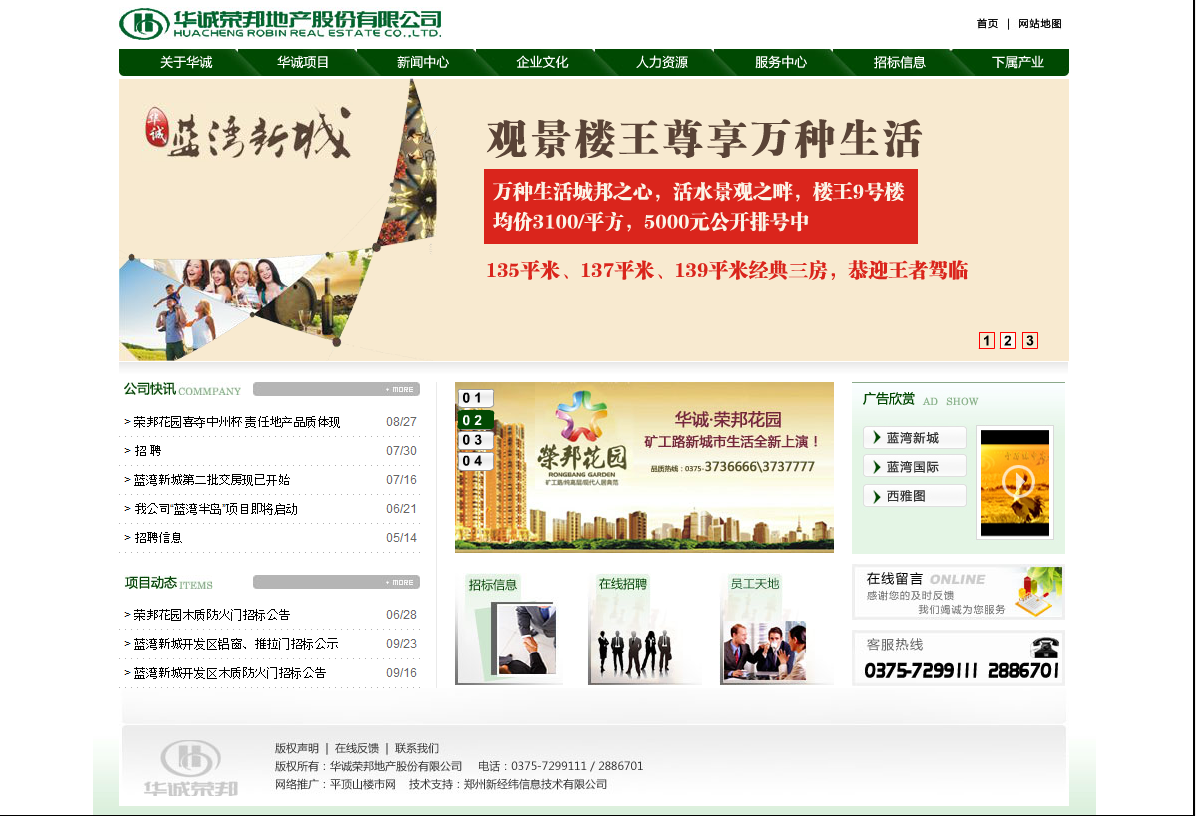 华诚荣邦地产股份有限公司
HUACHENG ROBIN REAL ESTATE CO.,LTD.
首页 | 网站地图
关于华诚 华诚项目 新闻中心 企业文化 人力资源 服务中心 招标信息 下属产业
华诚 蓝湾新城
观景楼王尊享万种生活
万种生活城邦之心，活水景观之畔，楼王9号楼
均价3100/平方，5000元公开排号中
135平米、137平米、139平米经典三房，恭迎王者驾临
1 2 3
公司快讯 COMMPANY + MORE
> 荣邦花园喜夺中州杯 责任地产品质体现 08/27
> 招 聘 07/30
> 蓝湾新城第二批交房现已开始 07/16
> 我公司“蓝湾半岛”项目即将启动 06/21
> 招聘信息 05/14
项目动态 ITEMS + MORE
> 荣邦花园木质防火门招标公告 06/28
> 蓝湾新城开发区铝窗、推拉门招标公示 09/23
> 蓝湾新城开发区木质防火门招标公告 09/16
01
02
03
04
荣邦花园
RONGBANG GARDEN
矿工路/纯高层/现代人居典范
华诚·荣邦花园
矿工路新城市生活全新上演！
品质热线：0375-3736666\3737777
招标信息 在线招聘 员工天地
广告欣赏 AD SHOW
蓝湾新城
蓝湾国际
西雅图
在线留言 ONLINE
感谢您的及时反馈
我们竭诚为您服务
客服热线
0375-7299111 2886701
华诚荣邦
版权声明 | 在线反馈 | 联系我们
版权所有：华诚荣邦地产股份有限公司 电话：0375-7299111 / 2886701
网络推广：平顶山楼市网 技术支持：郑州新经纬信息技术有限公司